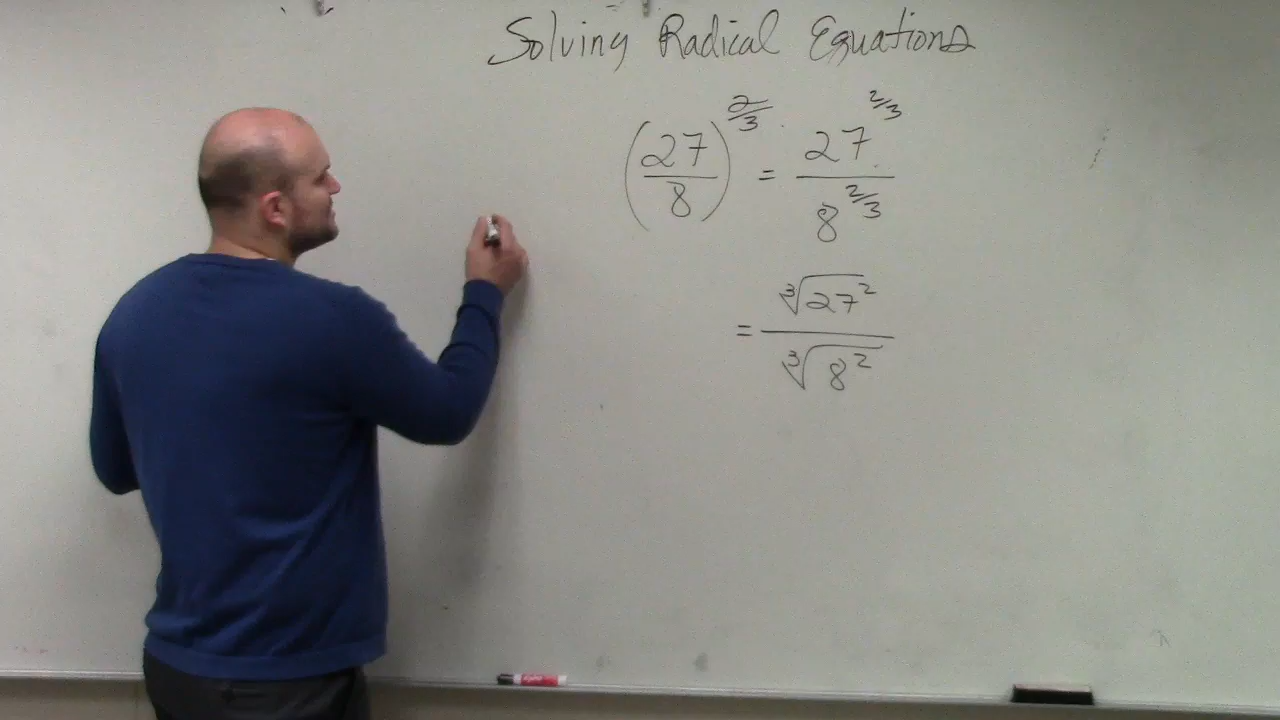 Solving Radical Equations
(27/8)^2/3 = 27^2/3 / 8^2/3
= ∛27² / ∛8²